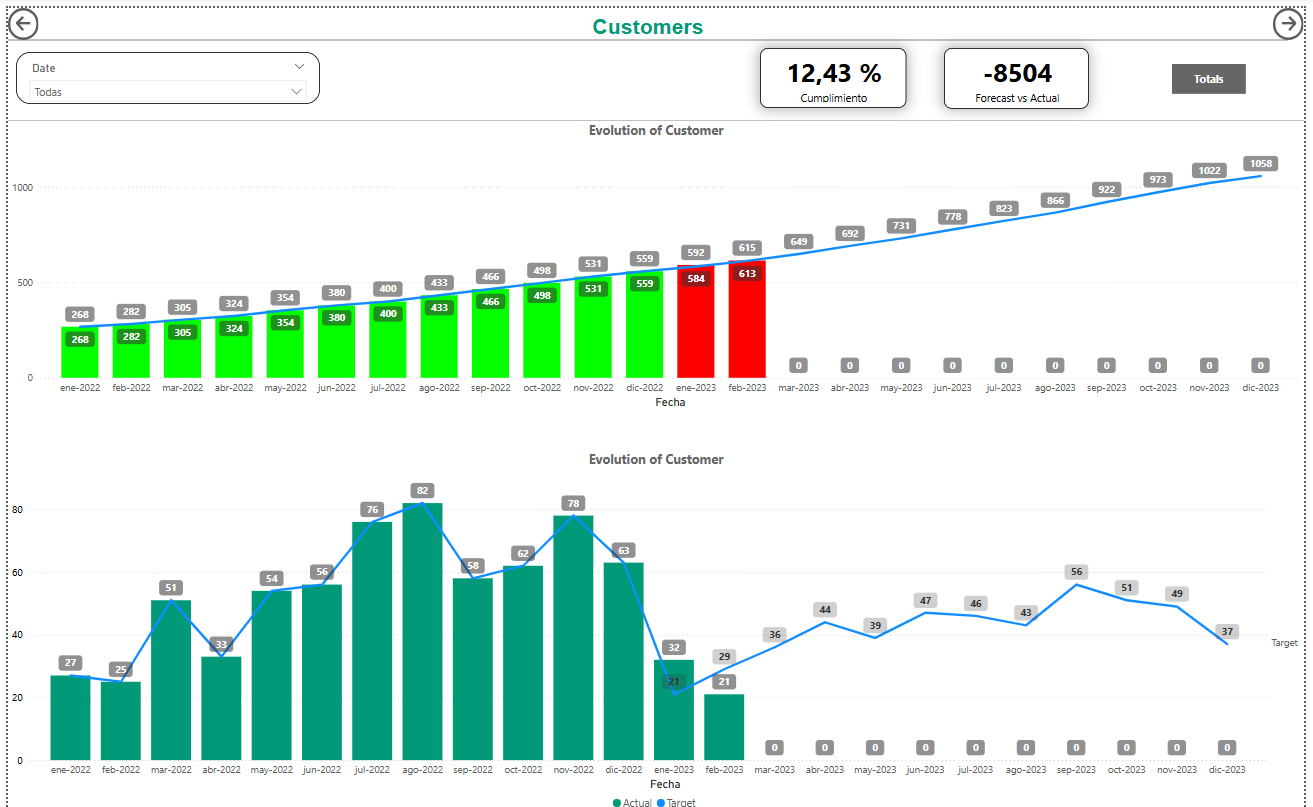 Customers
Date
Todas
12,43 %
Cumplimiento
-8504
Forecast vs Actual
Totals
Evolution of Customer
1000
500
0
268 282 305 324 354 380 400 433 466 498 531 559 592 615 649 692 731 778 823 866 922 973 1022 1058
268 282 305 324 354 380 400 433 466 498 531 559 584 613 0 0 0 0 0 0 0 0 0 0
ene-2022 feb-2022 mar-2022 abr-2022 may-2022 jun-2022 jul-2022 ago-2022 sep-2022 oct-2022 nov-2022 dic-2022 ene-2023 feb-2023 mar-2023 abr-2023 may-2023 jun-2023 jul-2023 ago-2023 sep-2023 oct-2023 nov-2023 dic-2023
Fecha
Evolution of Customer
80
60
40
20
0
27 25 51 33 54 56 76 82 58 62 78 63 32 29 36 44 39 47 46 43 56 51 49 37
21 21 0 0 0 0 0 0 0 0 0 0
Target
ene-2022 feb-2022 mar-2022 abr-2022 may-2022 jun-2022 jul-2022 ago-2022 sep-2022 oct-2022 nov-2022 dic-2022 ene-2023 feb-2023 mar-2023 abr-2023 may-2023 jun-2023 jul-2023 ago-2023 sep-2023 oct-2023 nov-2023 dic-2023
Fecha
Actual Target